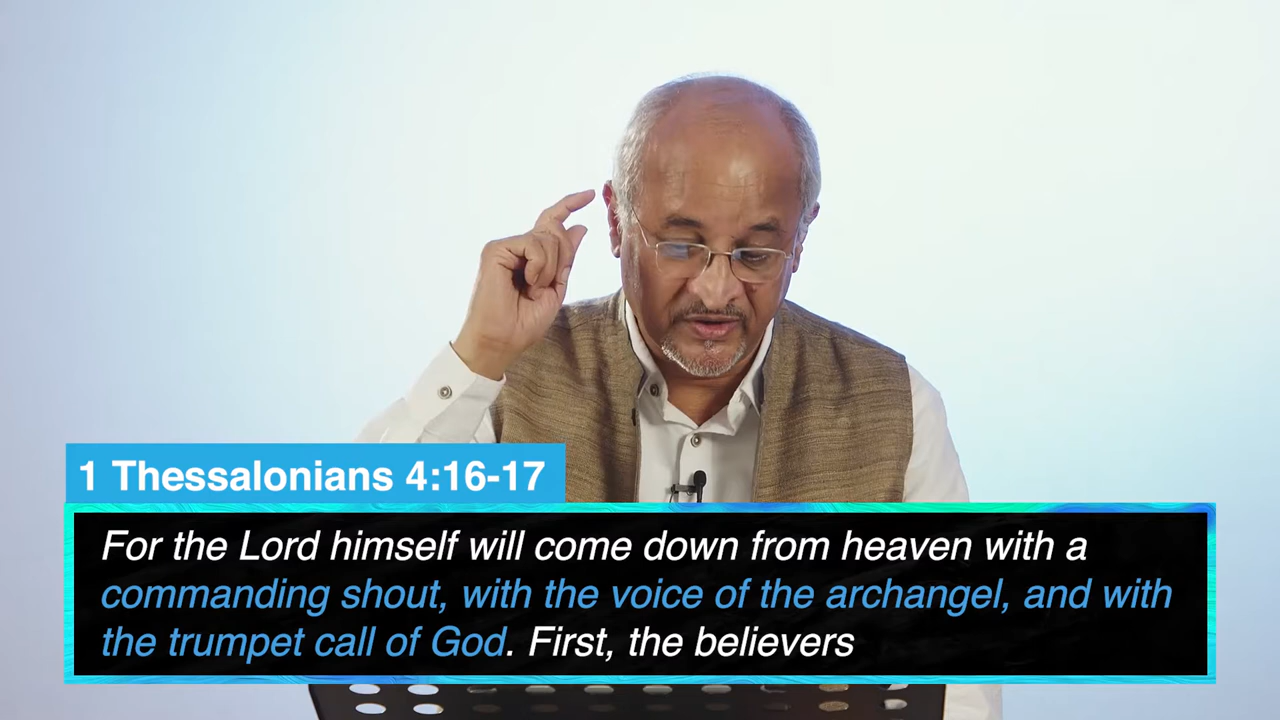 1 Thessalonians 4:16-17
For the Lord himself will come down from heaven with a
commanding shout, with the voice of the archangel, and with
the trumpet call of God. First, the believers